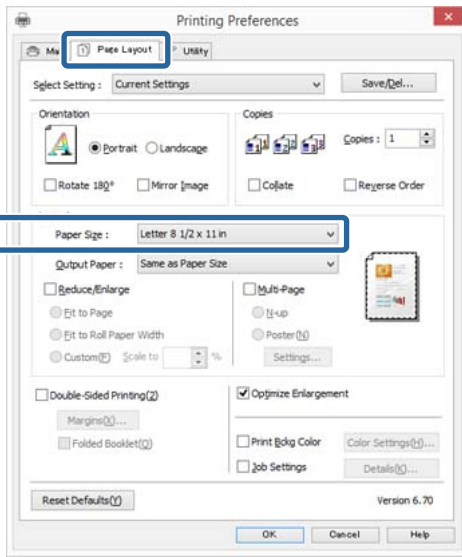 Printing Preferences
Ma Page Layout Utility
Select Setting : Current Settings Save/Del...
Orientation Copies
Portrait Landscape Copies : 1
Rotate 180° Mirror Image Collate Reverse Order
Paper Size : Letter 8 1/2 x 11 in
Output Paper : Same as Paper Size
Reduce/Enlarge Multi-Page
Fit to Page N-up
Fit to Roll Paper Width Poster(N)
Custom(F) Scale to % Settings...
Double-Sided Printing(2) Optimize Enlargement
Margins(X)...
Folded Booklet(Q) Print Bckg Color Color Settings(H)...
Job Settings Details(K)...
Reset Defaults(Y) Version 6.70
OK Cancel Help